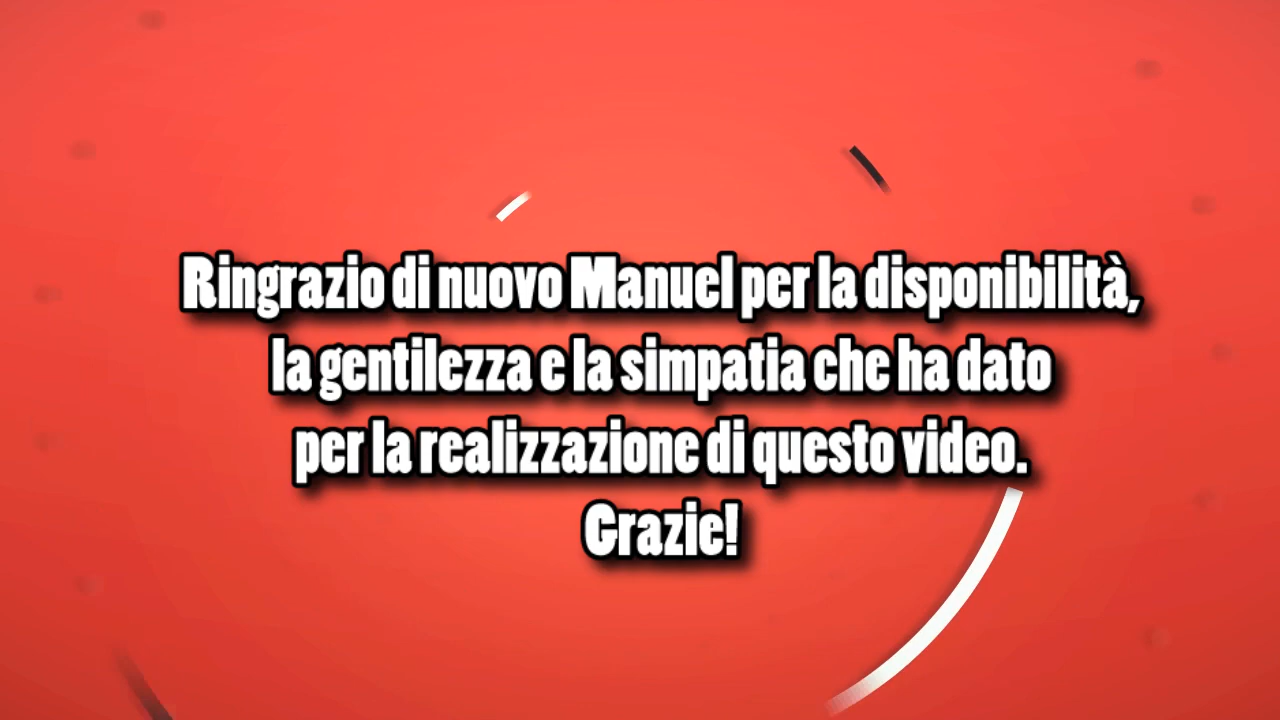 Ringrazio di nuovo Manuel per la disponibilità,
la gentilezza e la simpatia che ha dato
per la realizzazione di questo video.
Grazie!